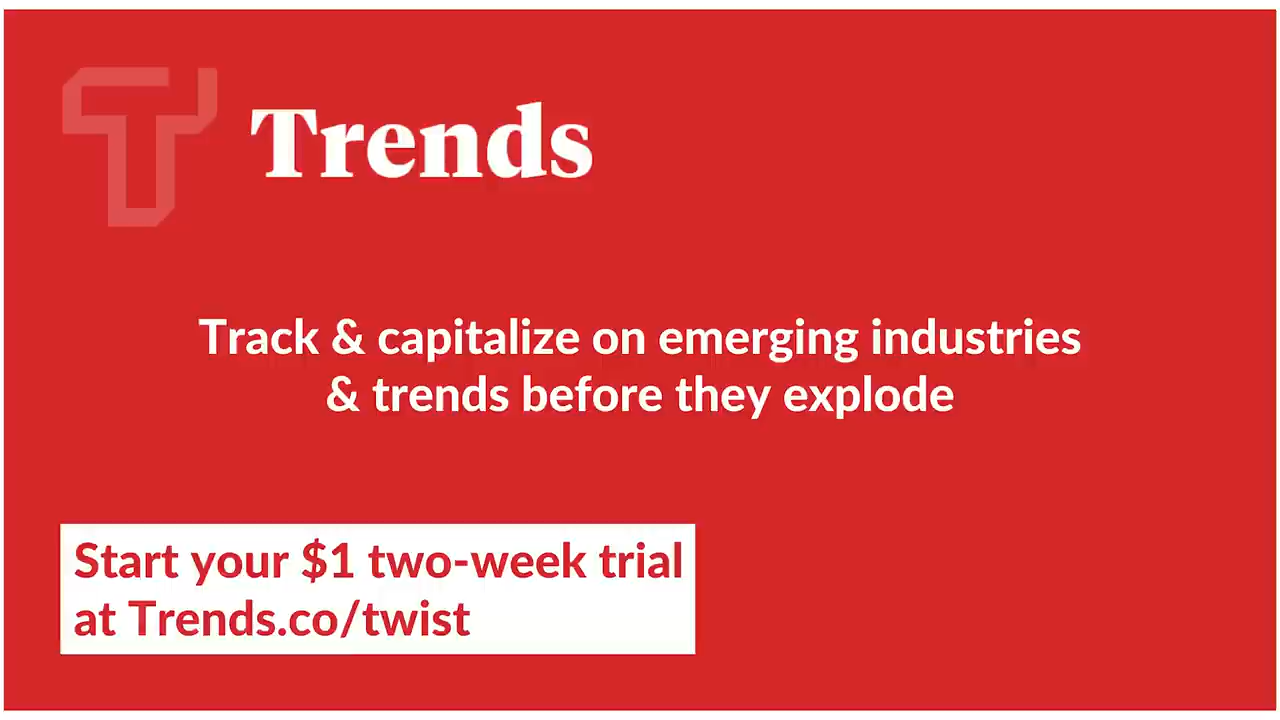 Trends
Track & capitalize on emerging industries
& trends before they explode
Start your $1 two-week trial
at Trends.co/twist